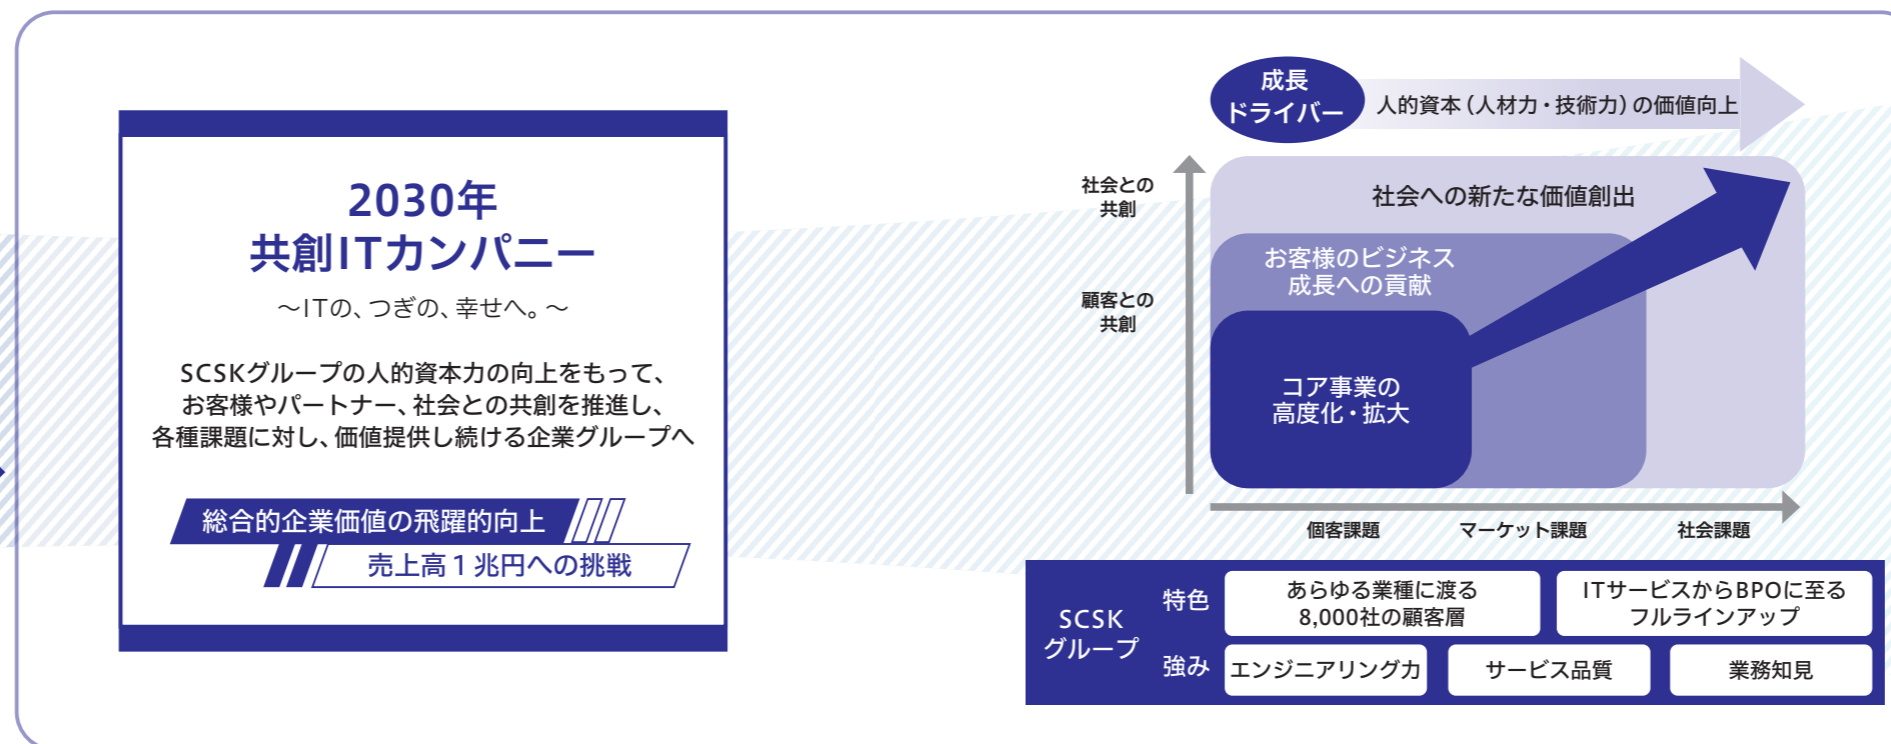 2030年
共創ITカンパニー
～ITの、つぎの、幸せへ。～
SCSKグループの人的資本力の向上をもって、
お客様やパートナー、社会との共創を推進し、
各種課題に対し、価値提供し続ける企業グループへ
総合的企業価値の飛躍的向上
売上高1兆円への挑戦
成長
ドライバー
人的資本（人材力・技術力）の価値向上
社会との
共創
顧客との
共創
社会への新たな価値創出
お客様のビジネス
成長への貢献
コア事業の
高度化・拡大
個客課題
マーケット課題
社会課題
SCSK
グループ
特色
あらゆる業種に渡る
8,000社の顧客層
ITサービスからBPOに至る
フルラインアップ
強み
エンジニアリング力
サービス品質
業務知見